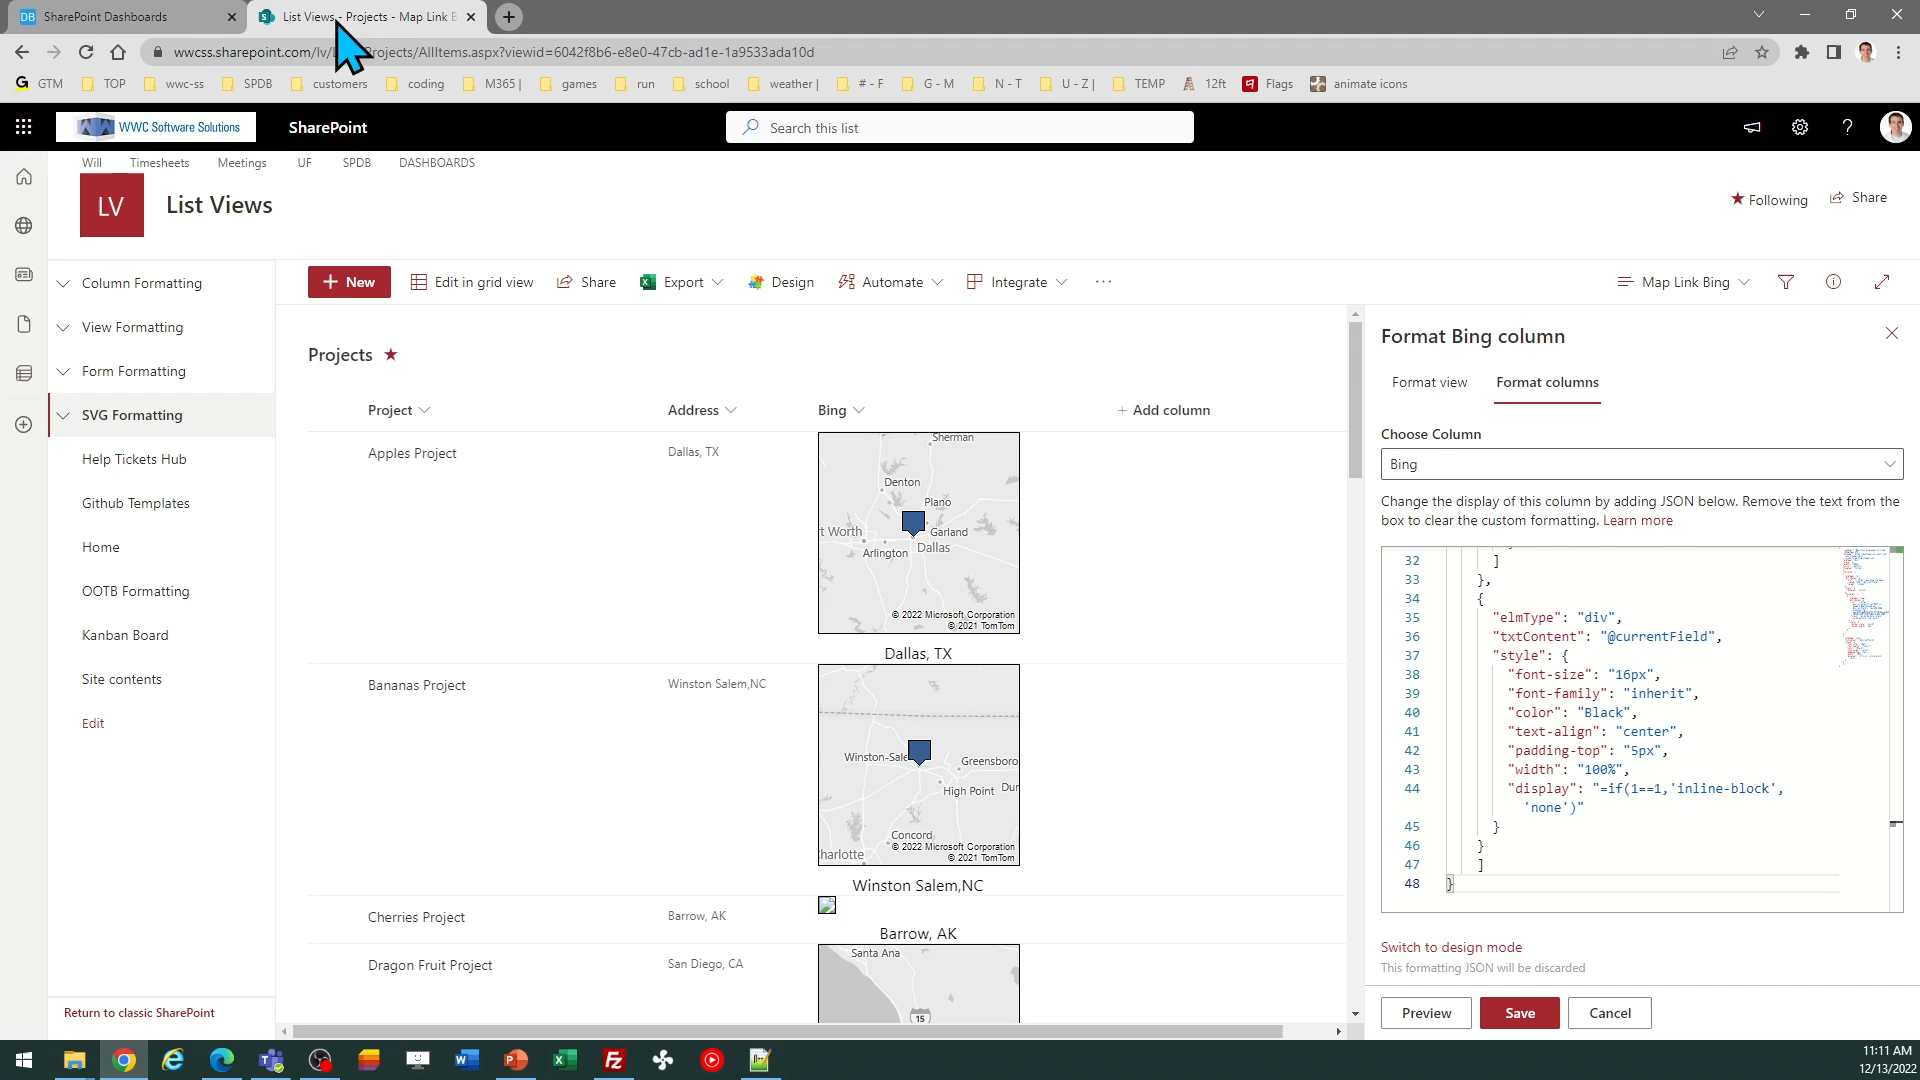 DB SharePoint Dashboards
List Views - Projects - Map Link B
wwcss.sharepoint.com/lv/ Projects/AllItems.aspx?viewid=6042f8b6-e8e0-47cb-ad1e-1a9533ada10d
GTM TOP wwc-ss SPDB customers coding M365 | games run school weather | # - F G - M N - T U - Z | TEMP 12ft Flags animate icons
WWC Software Solutions
SharePoint
Search this list
?
Will Timesheets Meetings UF SPDB DASHBOARDS
LV
List Views
Following
Share
Column Formatting
View Formatting
Form Formatting
SVG Formatting
Help Tickets Hub
Github Templates
Home
OOTB Formatting
Kanban Board
Site contents
Edit
Return to classic SharePoint
+ New Edit in grid view Share Export Design Automate Integrate ···
Map Link Bing
Projects
Project Address Bing + Add column
Apples Project
Dallas, TX
Sherman
Denton
Plano
t Worth
Garland
Arlington
Dallas
© 2022 Microsoft Corporation
© 2021 TomTom
Dallas, TX
Bananas Project
Winston Salem,NC
Winston-Sale
Greensboro
High Point
Dur
Concord
harlotte
© 2022 Microsoft Corporation
© 2021 TomTom
Winston Salem,NC
Cherries Project
Barrow, AK
Barrow, AK
Dragon Fruit Project
San Diego, CA
Santa Ana
15
Format Bing column
Format view Format columns
Choose Column
Bing
Change the display of this column by adding JSON below. Remove the text from the
box to clear the custom formatting. Learn more
32 ]
33 },
34 {
35 "elmType": "div",
36 "txtContent": "@currentField",
37 "style": {
38 "font-size": "16px",
39 "font-family": "inherit",
40 "color": "Black",
41 "text-align": "center",
42 "padding-top": "5px",
43 "width": "100%",
44 "display": "=if(1==1,'inline-block',
'none')"
45 }
46 }
47 ]
48 }
Switch to design mode
This formatting JSON will be discarded
Preview Save Cancel
11:11 AM
12/13/2022